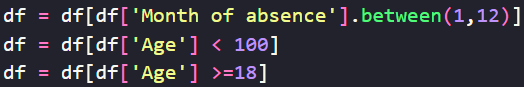 df = df[df['Month of absence'].between(1,12)]
df = df[df['Age'] < 100]
df = df[df['Age'] >=18]